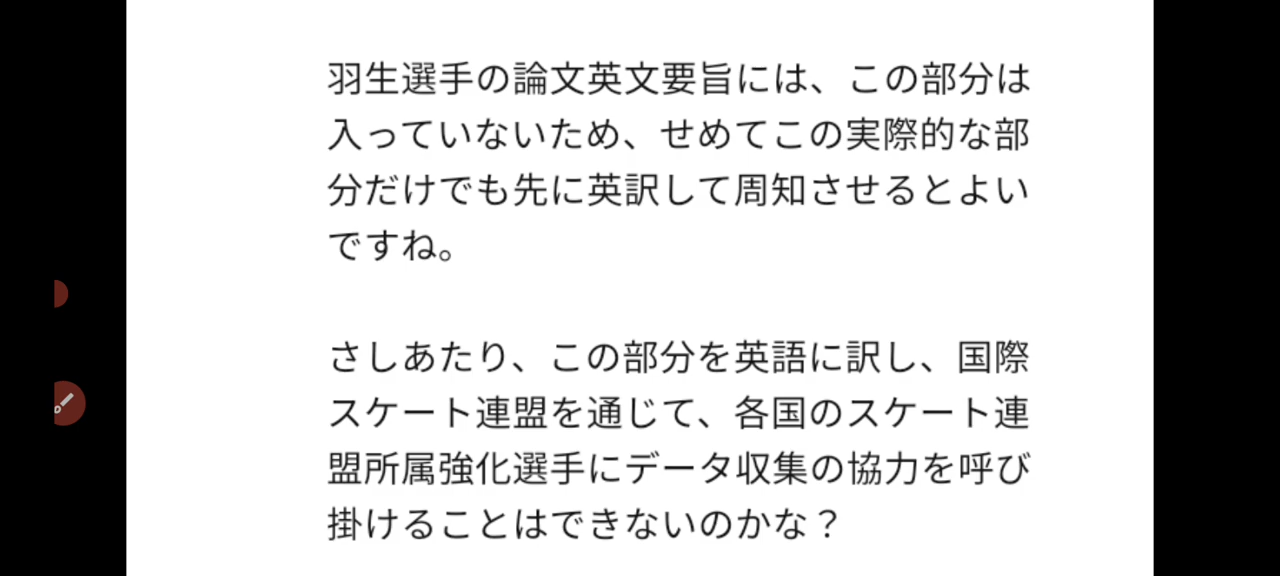 羽生選手の論文英文要旨には、この部分は
入っていないため、せめてこの実際的な部
分だけでも先に英訳して周知させるとよい
ですね。
さしあたり、この部分を英語に訳し、国際
スケート連盟を通じて、各国のスケート連
盟所属強化選手にデータ収集の協力を呼び
掛けることはできないのかな？